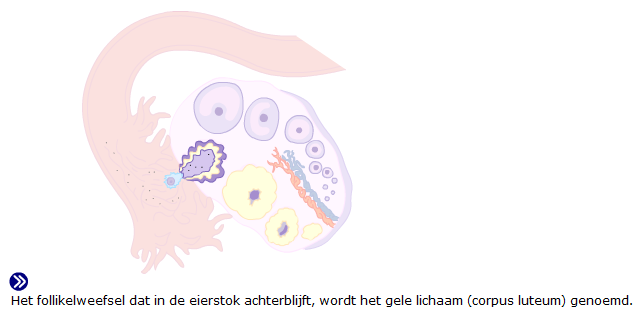 Het follikelweefsel dat in de eierstok achterblijft, wordt het gele lichaam (corpus luteum) genoemd.